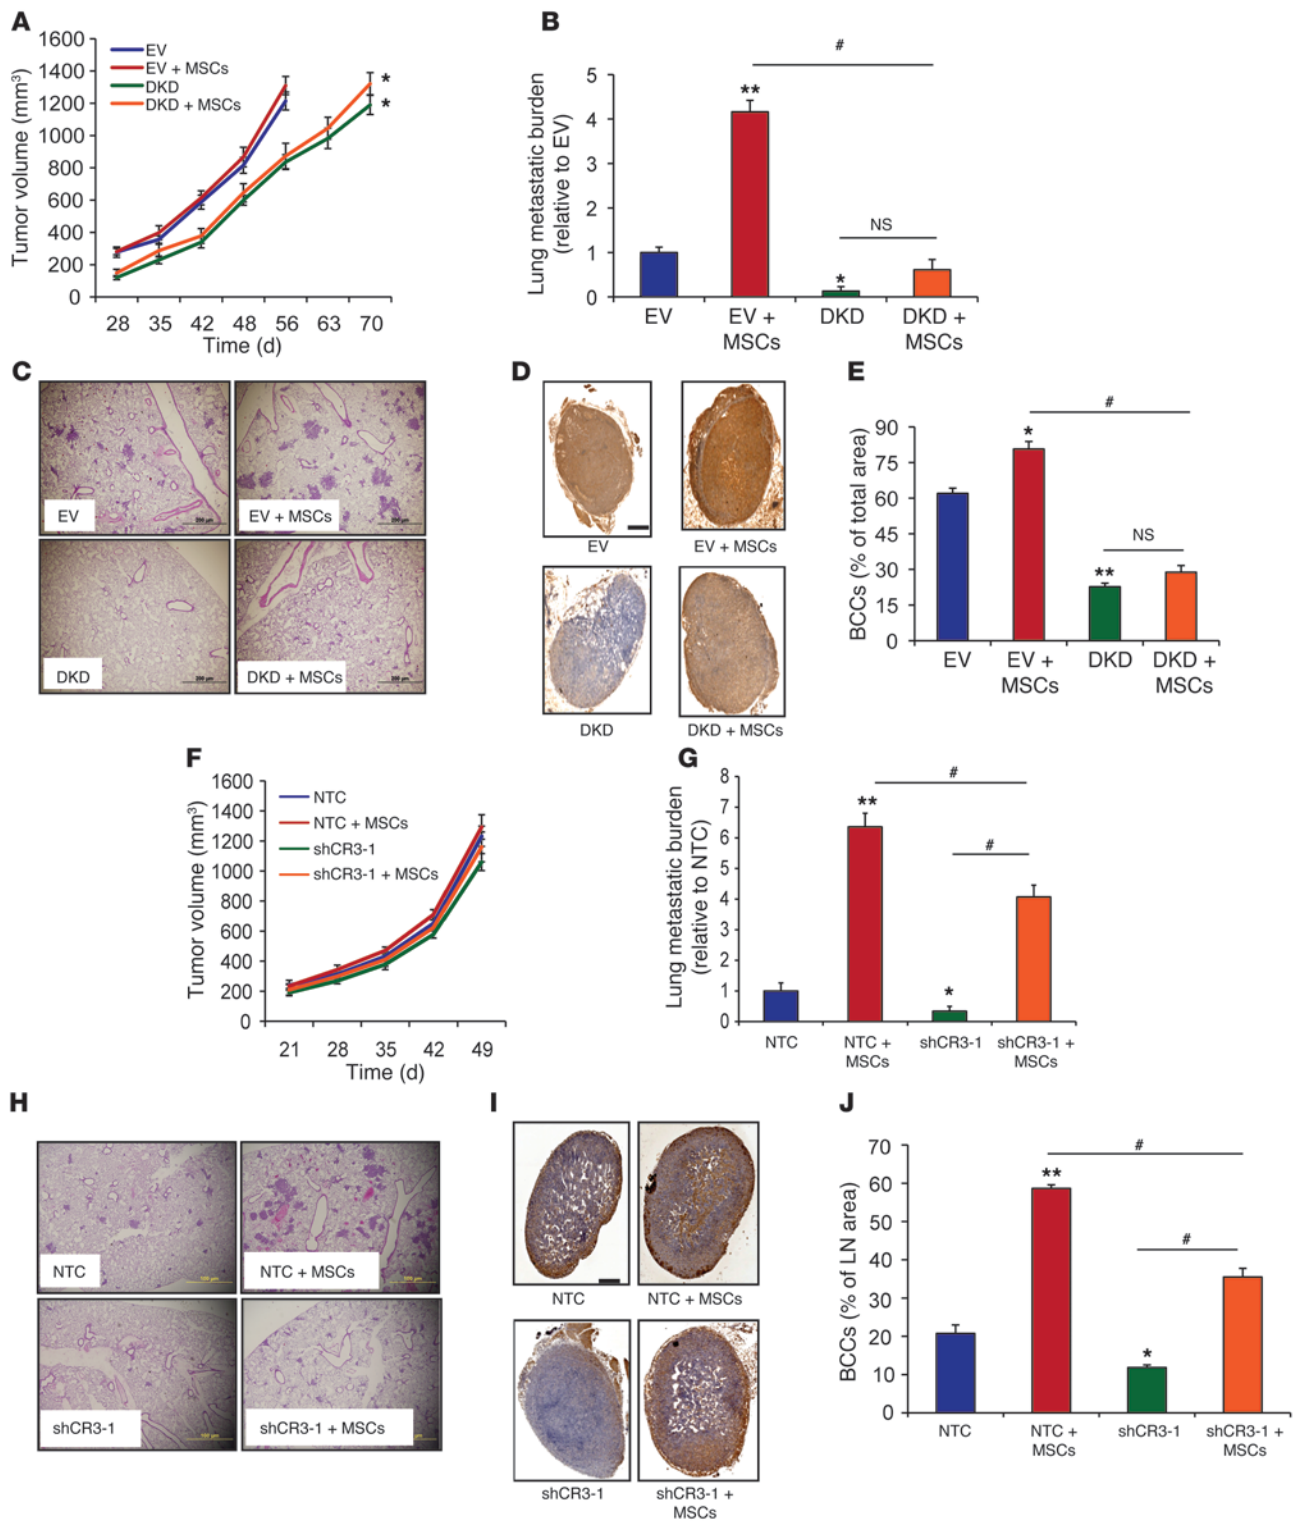 A
Tumor volume (mm³)
1600
1400
1200
1000
800
600
400
200
0
EV
EV + MSCs
DKD
DKD + MSCs
*
*
28 35 42 48 56 63 70
Time (d)
B
Lung metastatic burden
(relative to EV)
5
4
3
2
1
0
#
**
NS
*
EV
EV +
MSCs
DKD
DKD +
MSCs
C
EV
EV + MSCs
DKD
DKD + MSCs
D
EV
EV + MSCs
DKD
DKD + MSCs
E
BCCs (% of total area)
90
75
60
45
30
15
0
#
*
NS
**
EV
EV +
MSCs
DKD
DKD +
MSCs
F
Tumor volume (mm³)
1600
1400
1200
1000
800
600
400
200
0
NTC
NTC + MSCs
shCR3-1
shCR3-1 + MSCs
21 28 35 42 49
Time (d)
G
Lung metastatic burden
(relative to NTC)
8
7
6
5
4
3
2
1
0
#
**
#
*
NTC
NTC +
MSCs
shCR3-1
shCR3-1 +
MSCs
H
NTC
NTC + MSCs
shCR3-1
shCR3-1 + MSCs
I
NTC
NTC + MSCs
shCR3-1
shCR3-1 +
MSCs
J
BCCs (% of LN area)
70
60
50
40
30
20
10
0
#
**
#
*
NTC
NTC +
MSCs
shCR3-1
shCR3-1 +
MSCs